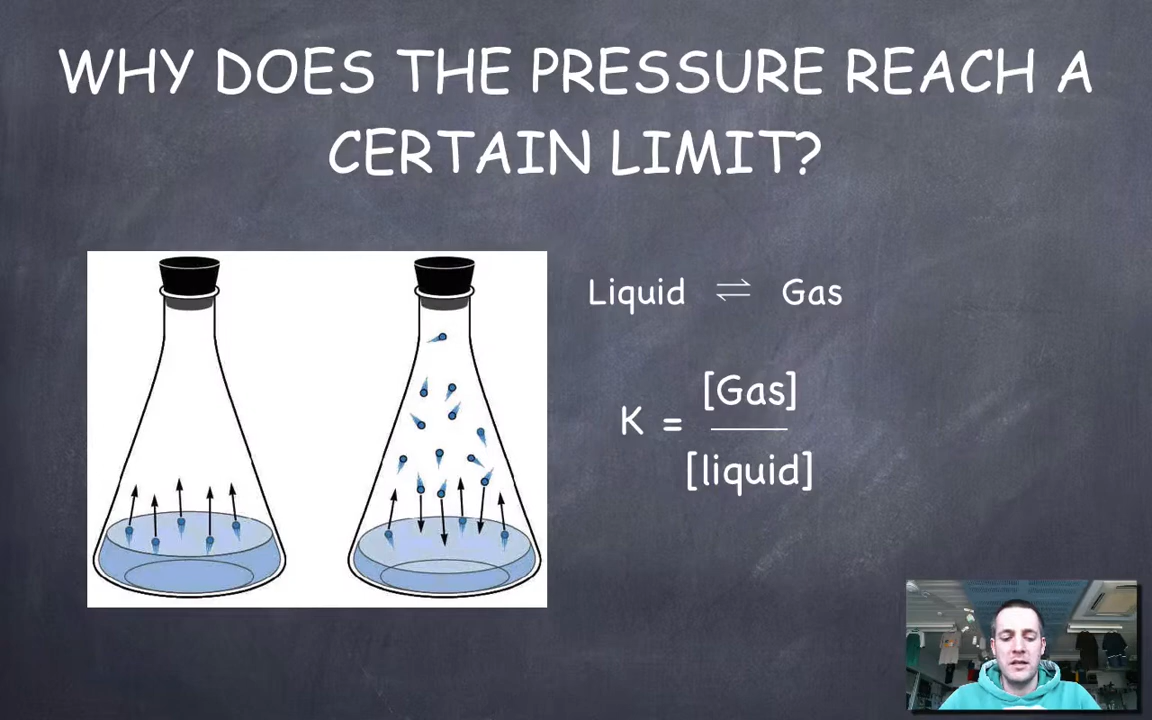 WHY DOES THE PRESSURE REACH A
CERTAIN LIMIT?
Liquid ⇌ Gas
K = [Gas]
[liquid]